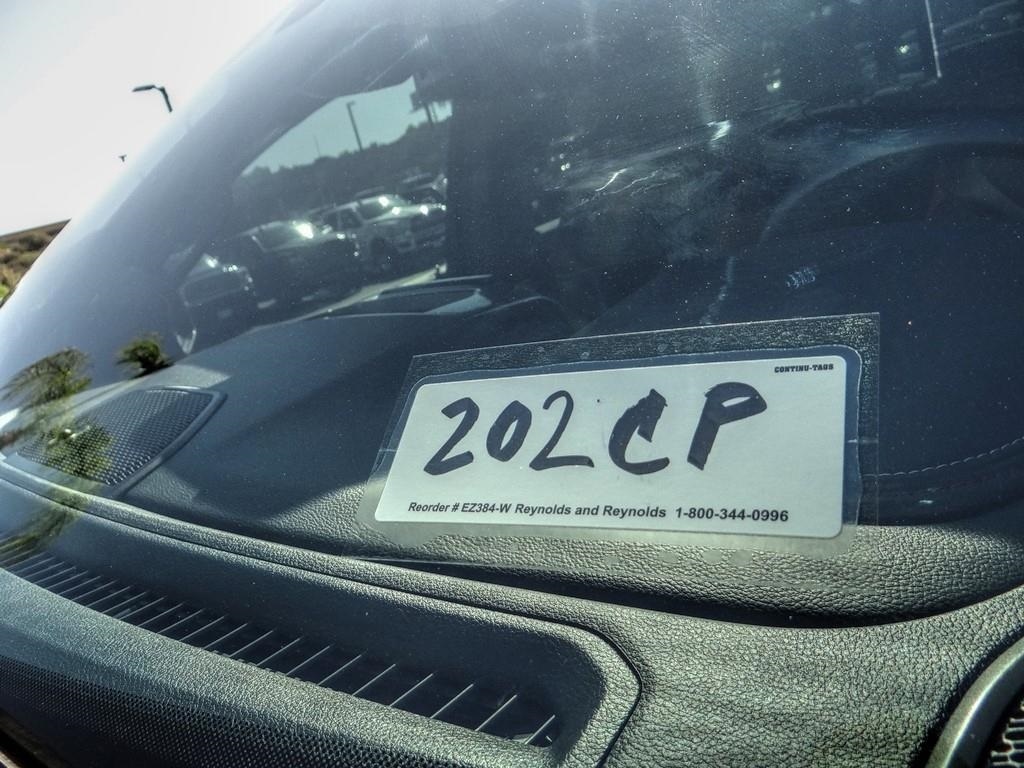 CONTINU-TAGS
202CP
Reorder # EZ384-W Reynolds and Reynolds 1-800-344-0996